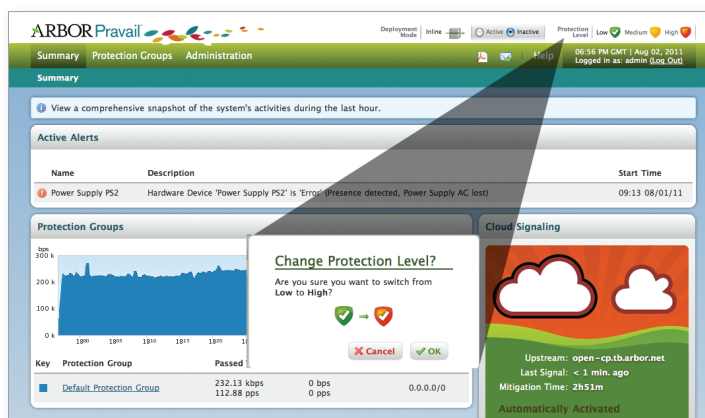 ARBOR Pravail
Deployment Mode Inline Active Inactive Protection Level Low Medium High
Summary Protection Groups Administration Help 06:56 PM GMT | Aug 02, 2011
Logged in as: admin (Log Out)
Summary
View a comprehensive snapshot of the system's activities during the last hour.
Active Alerts
Name Description Start Time
Power Supply PS2 Hardware Device 'Power Supply PS2' is 'Error' (Presence detected, Power Supply AC lost) 09:13 08/01/11
Protection Groups
bps
300 k
200 k
100 k
0 k
1800 1805 1810 1815 1820
Key Protection Group Passed
Default Protection Group 232.13 kbps 0 bps 0.0.0.0/0
112.88 pps 0 pps
Change Protection Level?
Are you sure you want to switch from
Low to High?
Cancel OK
Cloud Signaling
Upstream: open-cp.tb.arbor.net
Last Signal: < 1 min. ago
Mitigation Time: 2h51m
Automatically Activated